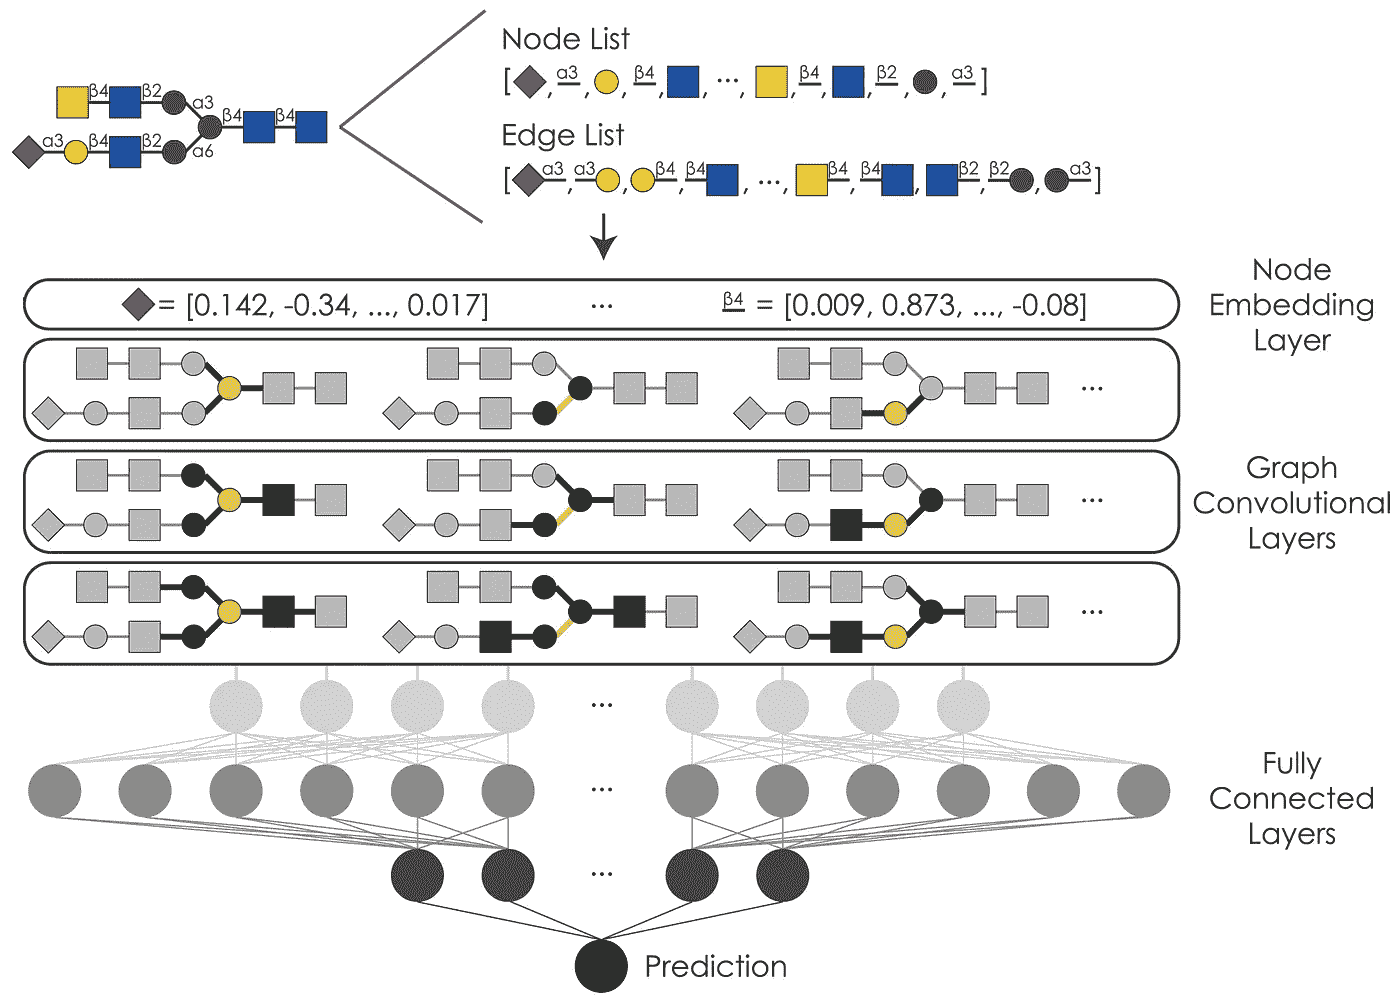 β4 β2 α3
β4 β4
α3 β4 β2 α6
Node List
[ , α3 , , β4 , , ... , , β4 , , β2 , , α3 ]
Edge List
[ α3 , α3 , β4 , β4 , ... , β4 , β4 , β2 , β2 , α3 ]
= [0.142, -0.34, ..., 0.017] ... β4 = [0.009, 0.873, ..., -0.08]
Node
Embedding
Layer
...
...
...
Graph
Convolutional
Layers
...
...
...
Fully
Connected
Layers
Prediction